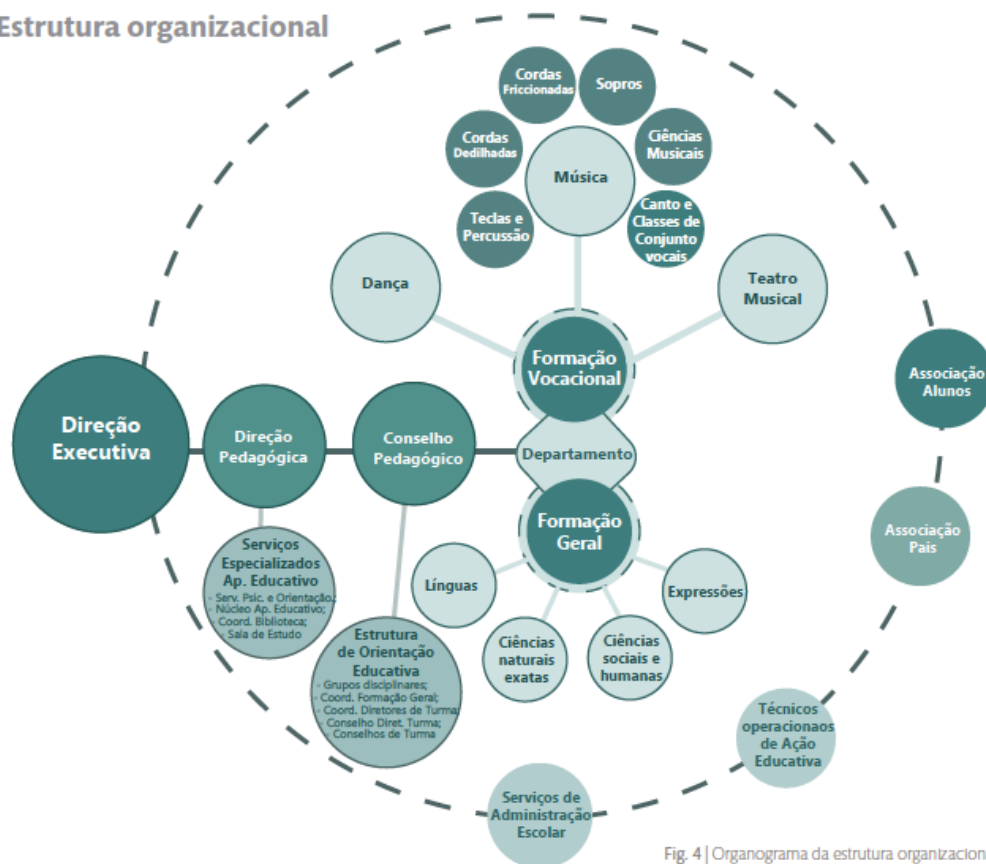 Estrutura organizacional
Cordas
Friccionadas
Sopros
Cordas
Dedilhadas
Ciências
Musicais
Música
Teclas e
Percussão
Canto e
Classes de
Conjunto
vocais
Dança
Teatro
Musical
Formação
Vocacional
Associação
Alunos
Direção
Executiva
Direção
Pedagógica
Conselho
Pedagógico
Departamento
Formação
Geral
Associação
Pais
Serviços
Especializados
Ap. Educativo
- Serv. Psic. e Orientação;
- Núcleo Ap. Educativo;
- Coord. Biblioteca;
- Sala de Estudo
Línguas
Expressões
Estrutura
de Orientação
Educativa
- Grupos disciplinares;
- Coord. Formação Geral;
- Coord. Diretores de Turma;
- Conselho Diret. Turma;
- Conselhos de Turma
Ciências
naturais
exatas
Ciências
sociais e
humanas
Técnicos
operacionaos
de Ação
Educativa
Serviços de
Administração
Escolar
Fig. 4 | Organograma da estrutura organizacion